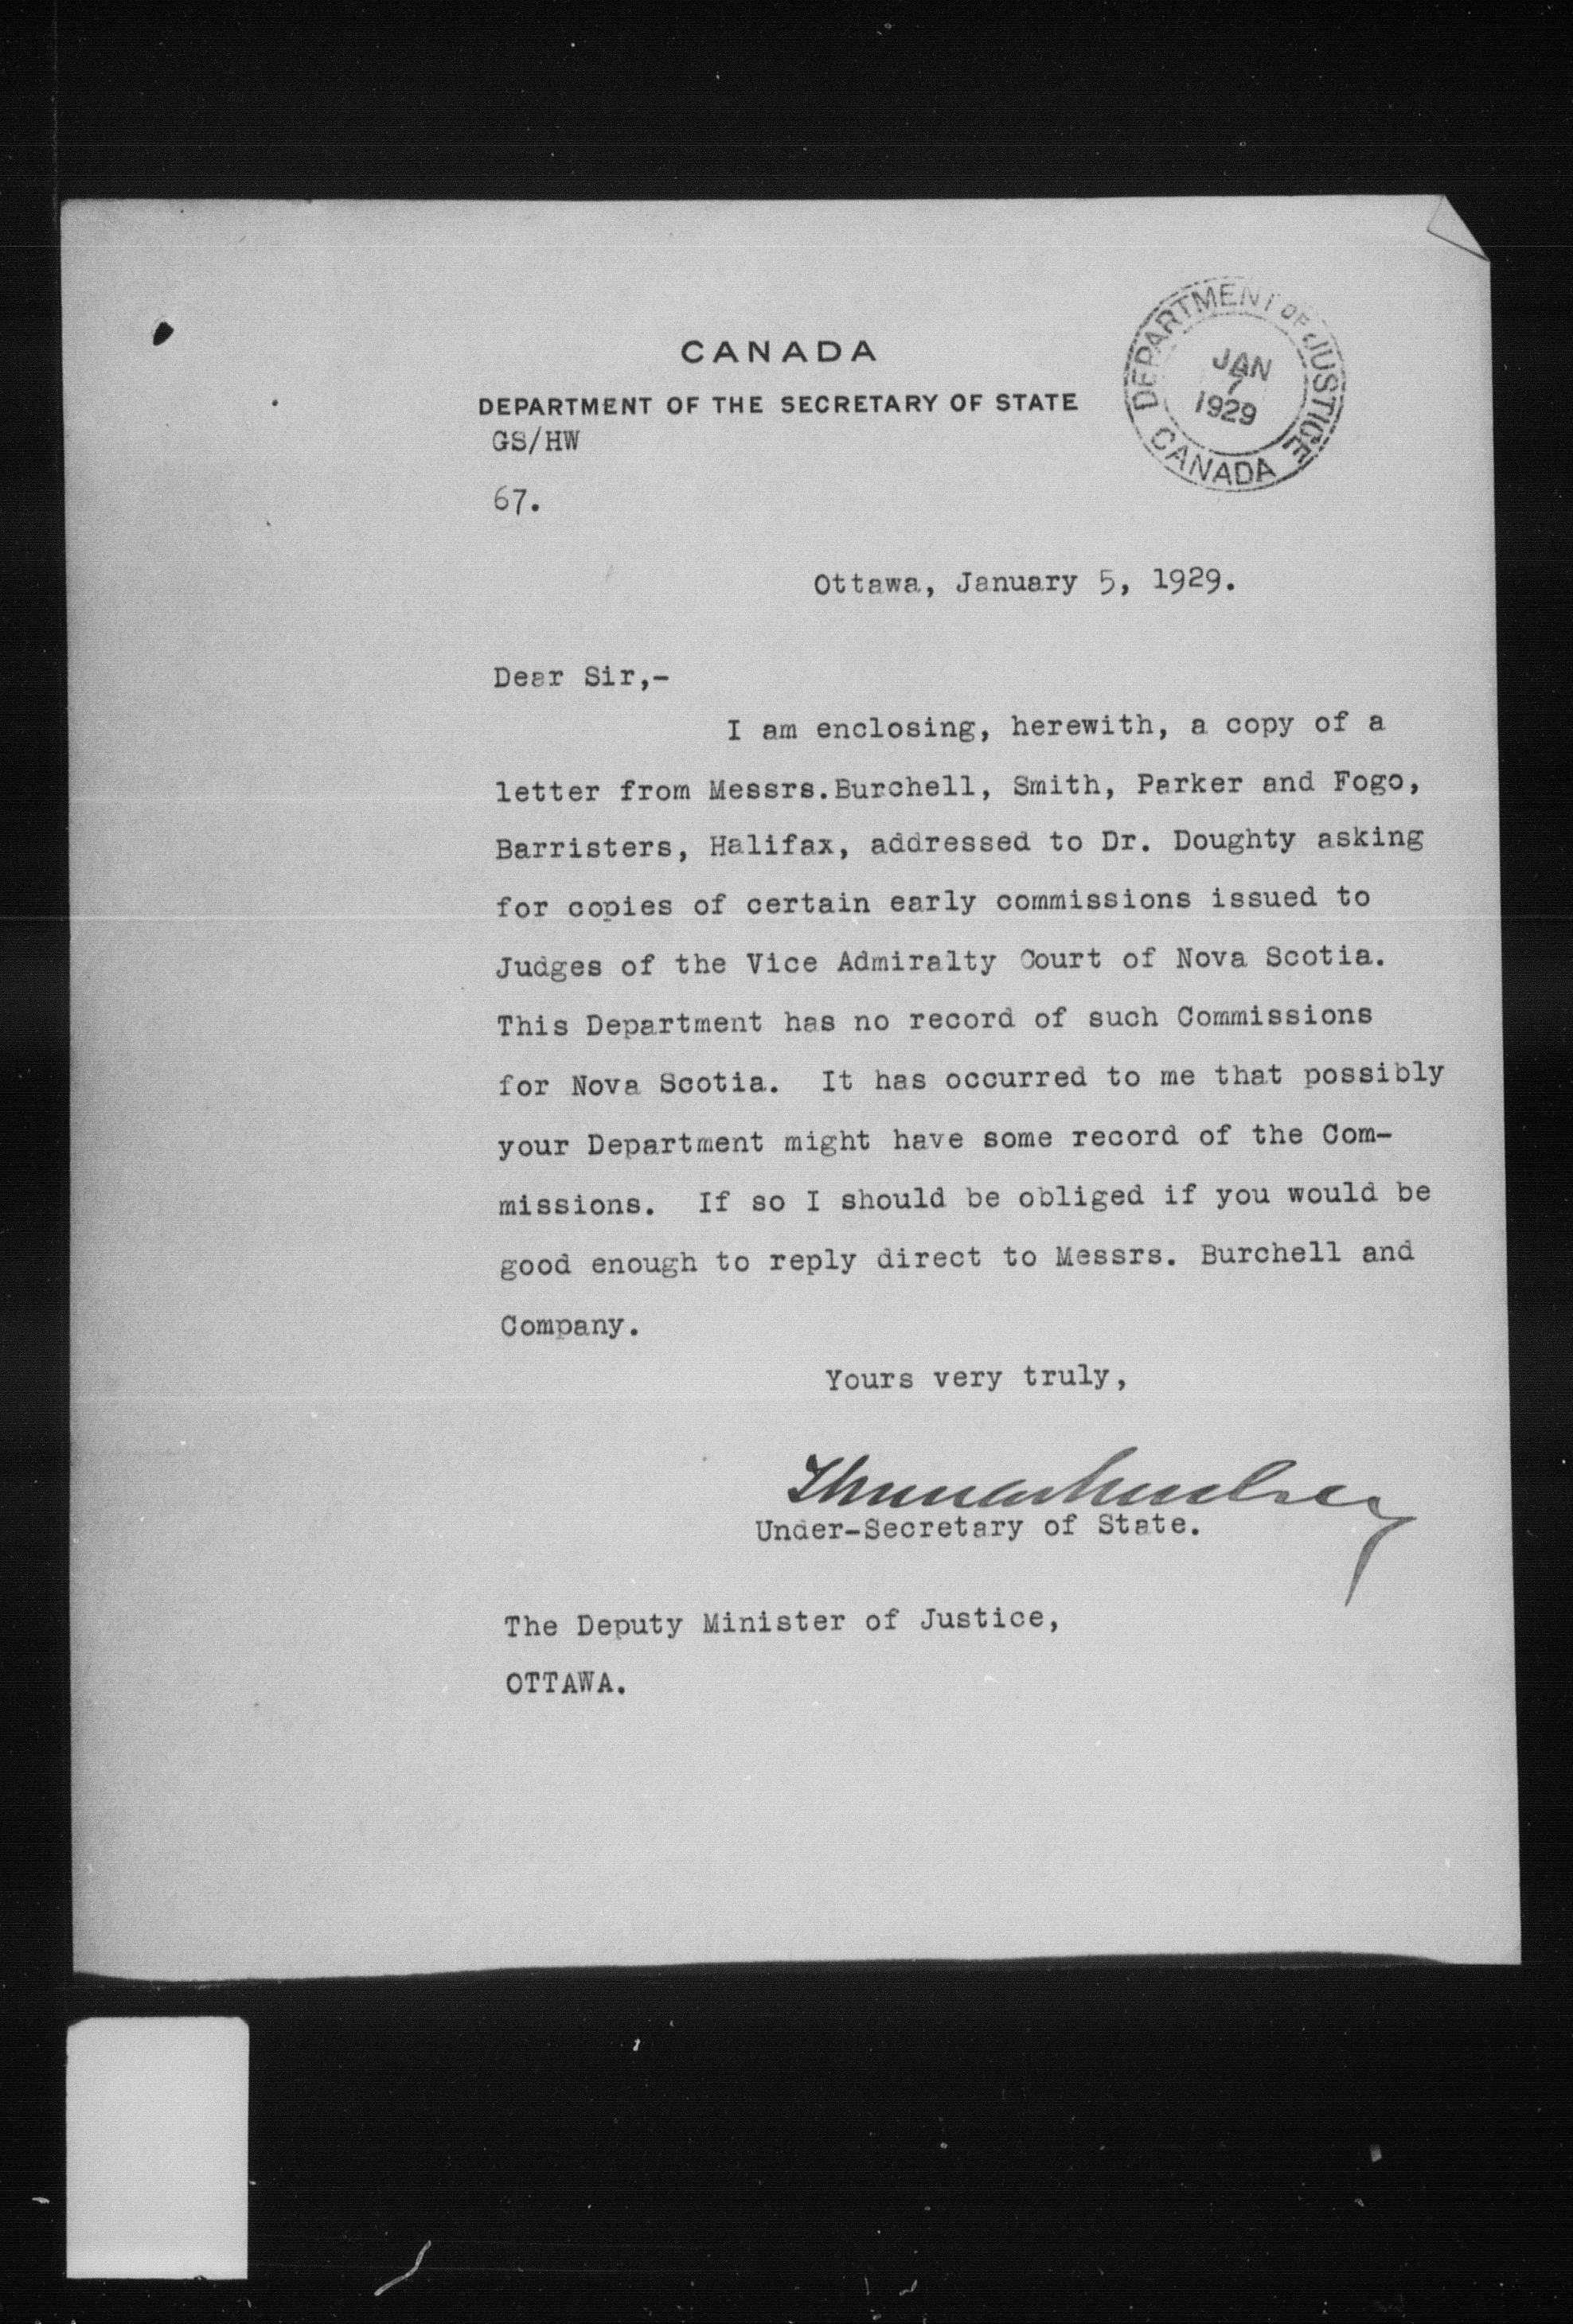 CANADA
DEPARTMENT OF THE SECRETARY OF STATE
GS/HW
67.
DEPARTMENT OF JUSTICE
CANADA
JAN
7
1929
Ottawa, January 5, 1929.
Dear Sir,-
I am enclosing, herewith, a copy of a
letter from Messrs.Burchell, Smith, Parker and Fogo,
Barristers, Halifax, addressed to Dr. Doughty asking
for copies of certain early commissions issued to
Judges of the Vice Admiralty Court of Nova Scotia.
This Department has no record of such Commissions
for Nova Scotia. It has occurred to me that possibly
your Department might have some record of the Com-
missions. If so I should be obliged if you would be
good enough to reply direct to Messrs. Burchell and
Company.
Yours very truly,
Under-Secretary of State.
The Deputy Minister of Justice,
OTTAWA.